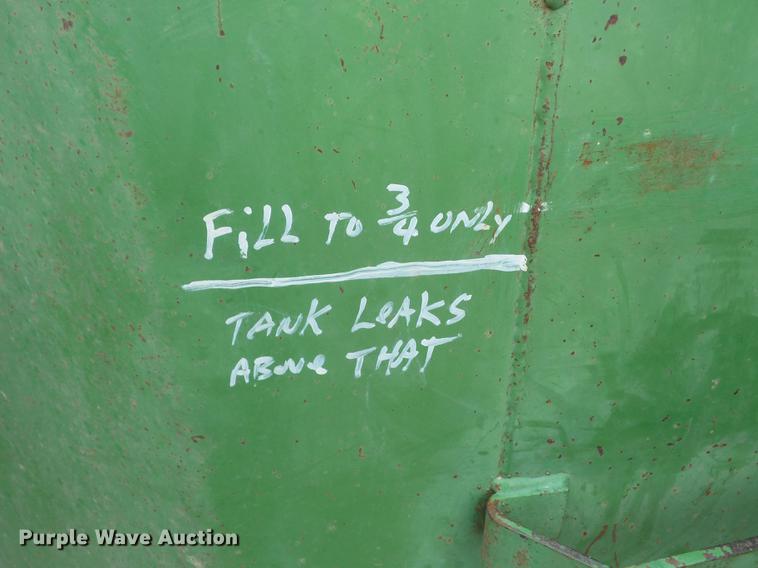 FiLL TO 3/4 ONLY
TANK LeAKS
ABOVe THAT
Purple Wave Auction